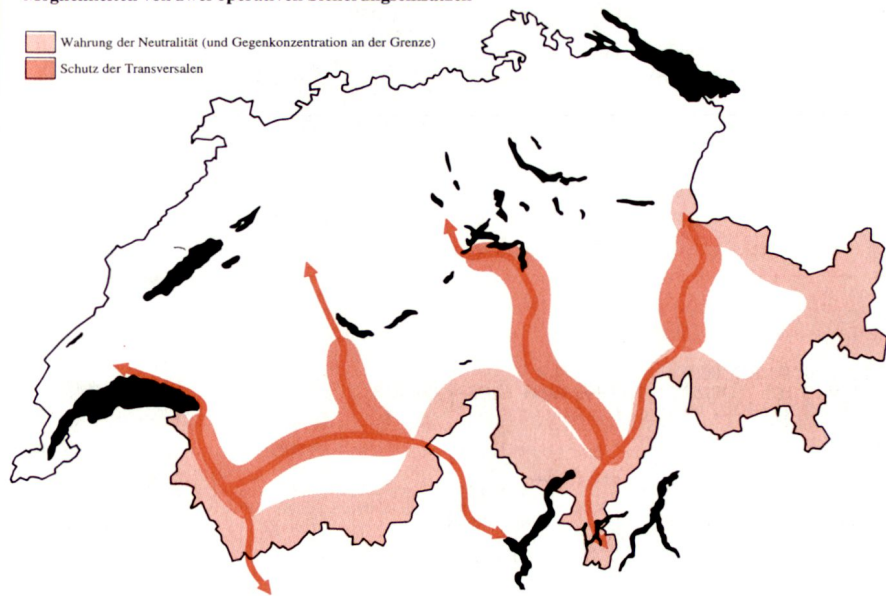 Wahrung der Neutralität (und Gegenkonzentration an der Grenze)
Schutz der Transversalen